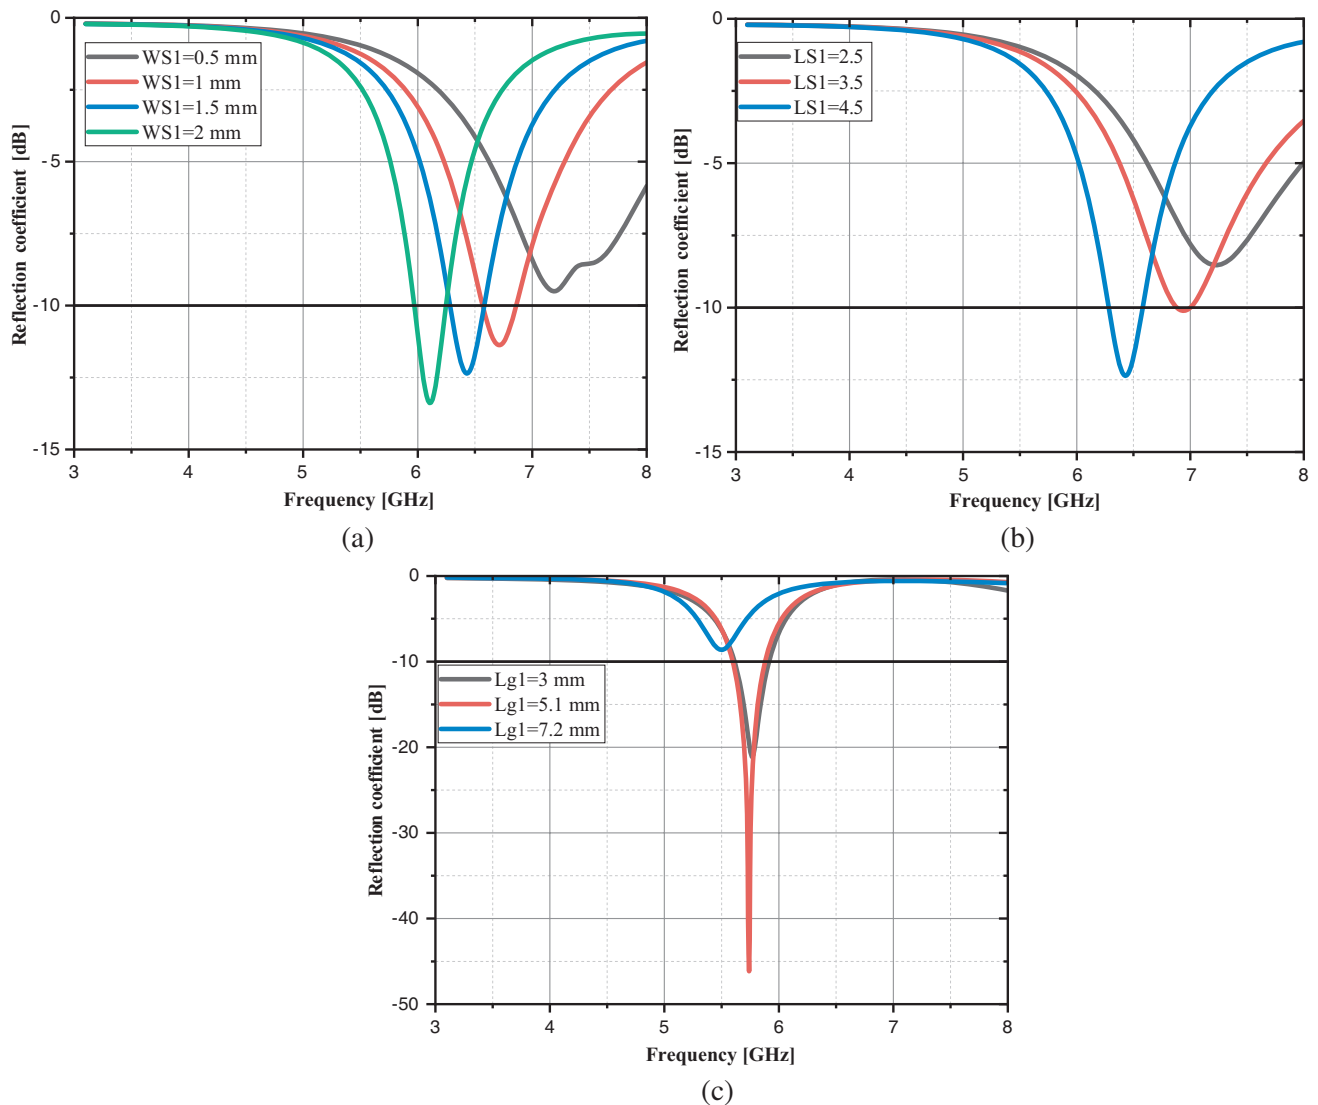 0
-5
-10
-15
Reflection coefficient [dB]
WS1=0.5 mm
WS1=1 mm
WS1=1.5 mm
WS1=2 mm
3 4 5 6 7 8
Frequency [GHz]
(a)
0
-5
-10
-15
Reflection coefficient [dB]
LS1=2.5
LS1=3.5
LS1=4.5
3 4 5 6 7 8
Frequency [GHz]
(b)
0
-10
-20
-30
-40
-50
Reflection coefficient [dB]
Lg1=3 mm
Lg1=5.1 mm
Lg1=7.2 mm
3 4 5 6 7 8
Frequency [GHz]
(c)